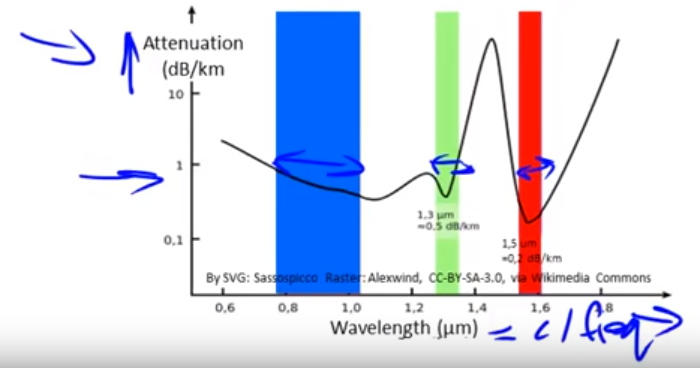 Attenuation
(dB/km
10
1
0,1
1,3 µm
≈0,5 dB/km
1,5 µm
≈0,2 dB/km
By SVG: Sassospicco Raster: Alexwind, CC-BY-SA-3.0, via Wikimedia Commons
0,6 0,8 1,0 1,2 1,4 1,6 1,8
Wavelength (µm) = c / freq